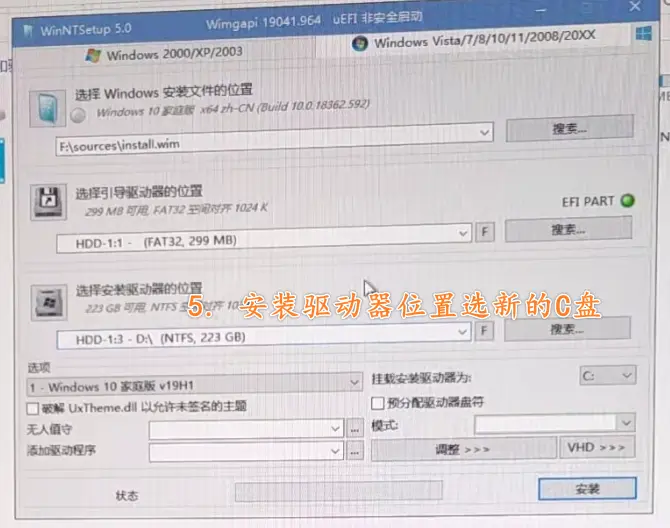 WinNTSetup 5.0 Wimgapi 19041.964 uEFI 非安全启动
Windows 2000/XP/2003
Windows Vista/7/8/10/11/2008/20XX
选择 Windows 安装文件的位置
Windows 10 家庭版 x64 zh-CN (Build 10.0.18362.592)
F:\sources\install.wim
搜索...
选择引导驱动器的位置
299 MB 可用, FAT32 空间对齐 1024 K
EFI PART
HDD-1:1 - (FAT32, 299 MB)
F
搜索...
选择安装驱动器的位置
223 GB 可用, NTFS
5. 安装驱动器位置选新的C盘
HDD-1:3 - D:\ (NTFS, 223 GB)
F
搜索...
选项
1 - Windows 10 家庭版 v19H1
挂载安装驱动器为:
C:
破解 UxTheme.dll 以允许未签名的主题
预分配驱动器盘符
无人值守
...
模式:
添加驱动程序
...
调整 >>>
VHD >>>
状态
安装